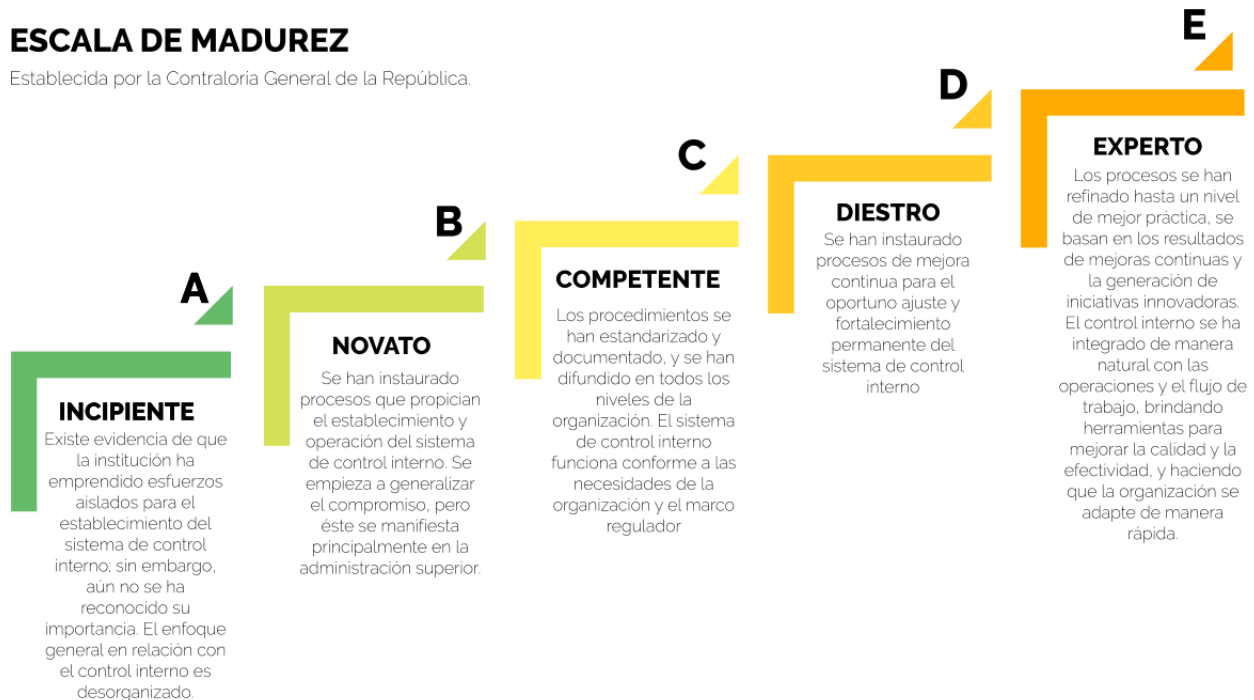 ESCALA DE MADUREZ
Establecida por la Contraloría General de la República.
A
INCIPIENTE
Existe evidencia de que
la institución ha
emprendido esfuerzos
aislados para el
establecimiento del
sistema de control
interno; sin embargo,
aún no se ha
reconocido su
importancia. El enfoque
general en relación con
el control interno es
desorganizado.
B
NOVATO
Se han instaurado
procesos que propician
el establecimiento y
operación del sistema
de control interno. Se
empieza a generalizar
el compromiso, pero
éste se manifiesta
principalmente en la
administración superior.
C
COMPETENTE
Los procedimientos se
han estandarizado y
documentado, y se han
difundido en todos los
niveles de la
organización. El sistema
de control interno
funciona conforme a las
necesidades de la
organización y el marco
regulador
D
DIESTRO
Se han instaurado
procesos de mejora
continua para el
oportuno ajuste y
fortalecimiento
permanente del
sistema de control
interno
E
EXPERTO
Los procesos se han
refinado hasta un nivel
de mejor práctica, se
basan en los resultados
de mejoras continuas y
la generación de
iniciativas innovadoras.
El control interno se ha
integrado de manera
natural con las
operaciones y el flujo de
trabajo, brindando
herramientas para
mejorar la calidad y la
efectividad, y haciendo
que la organización se
adapte de manera
rápida.